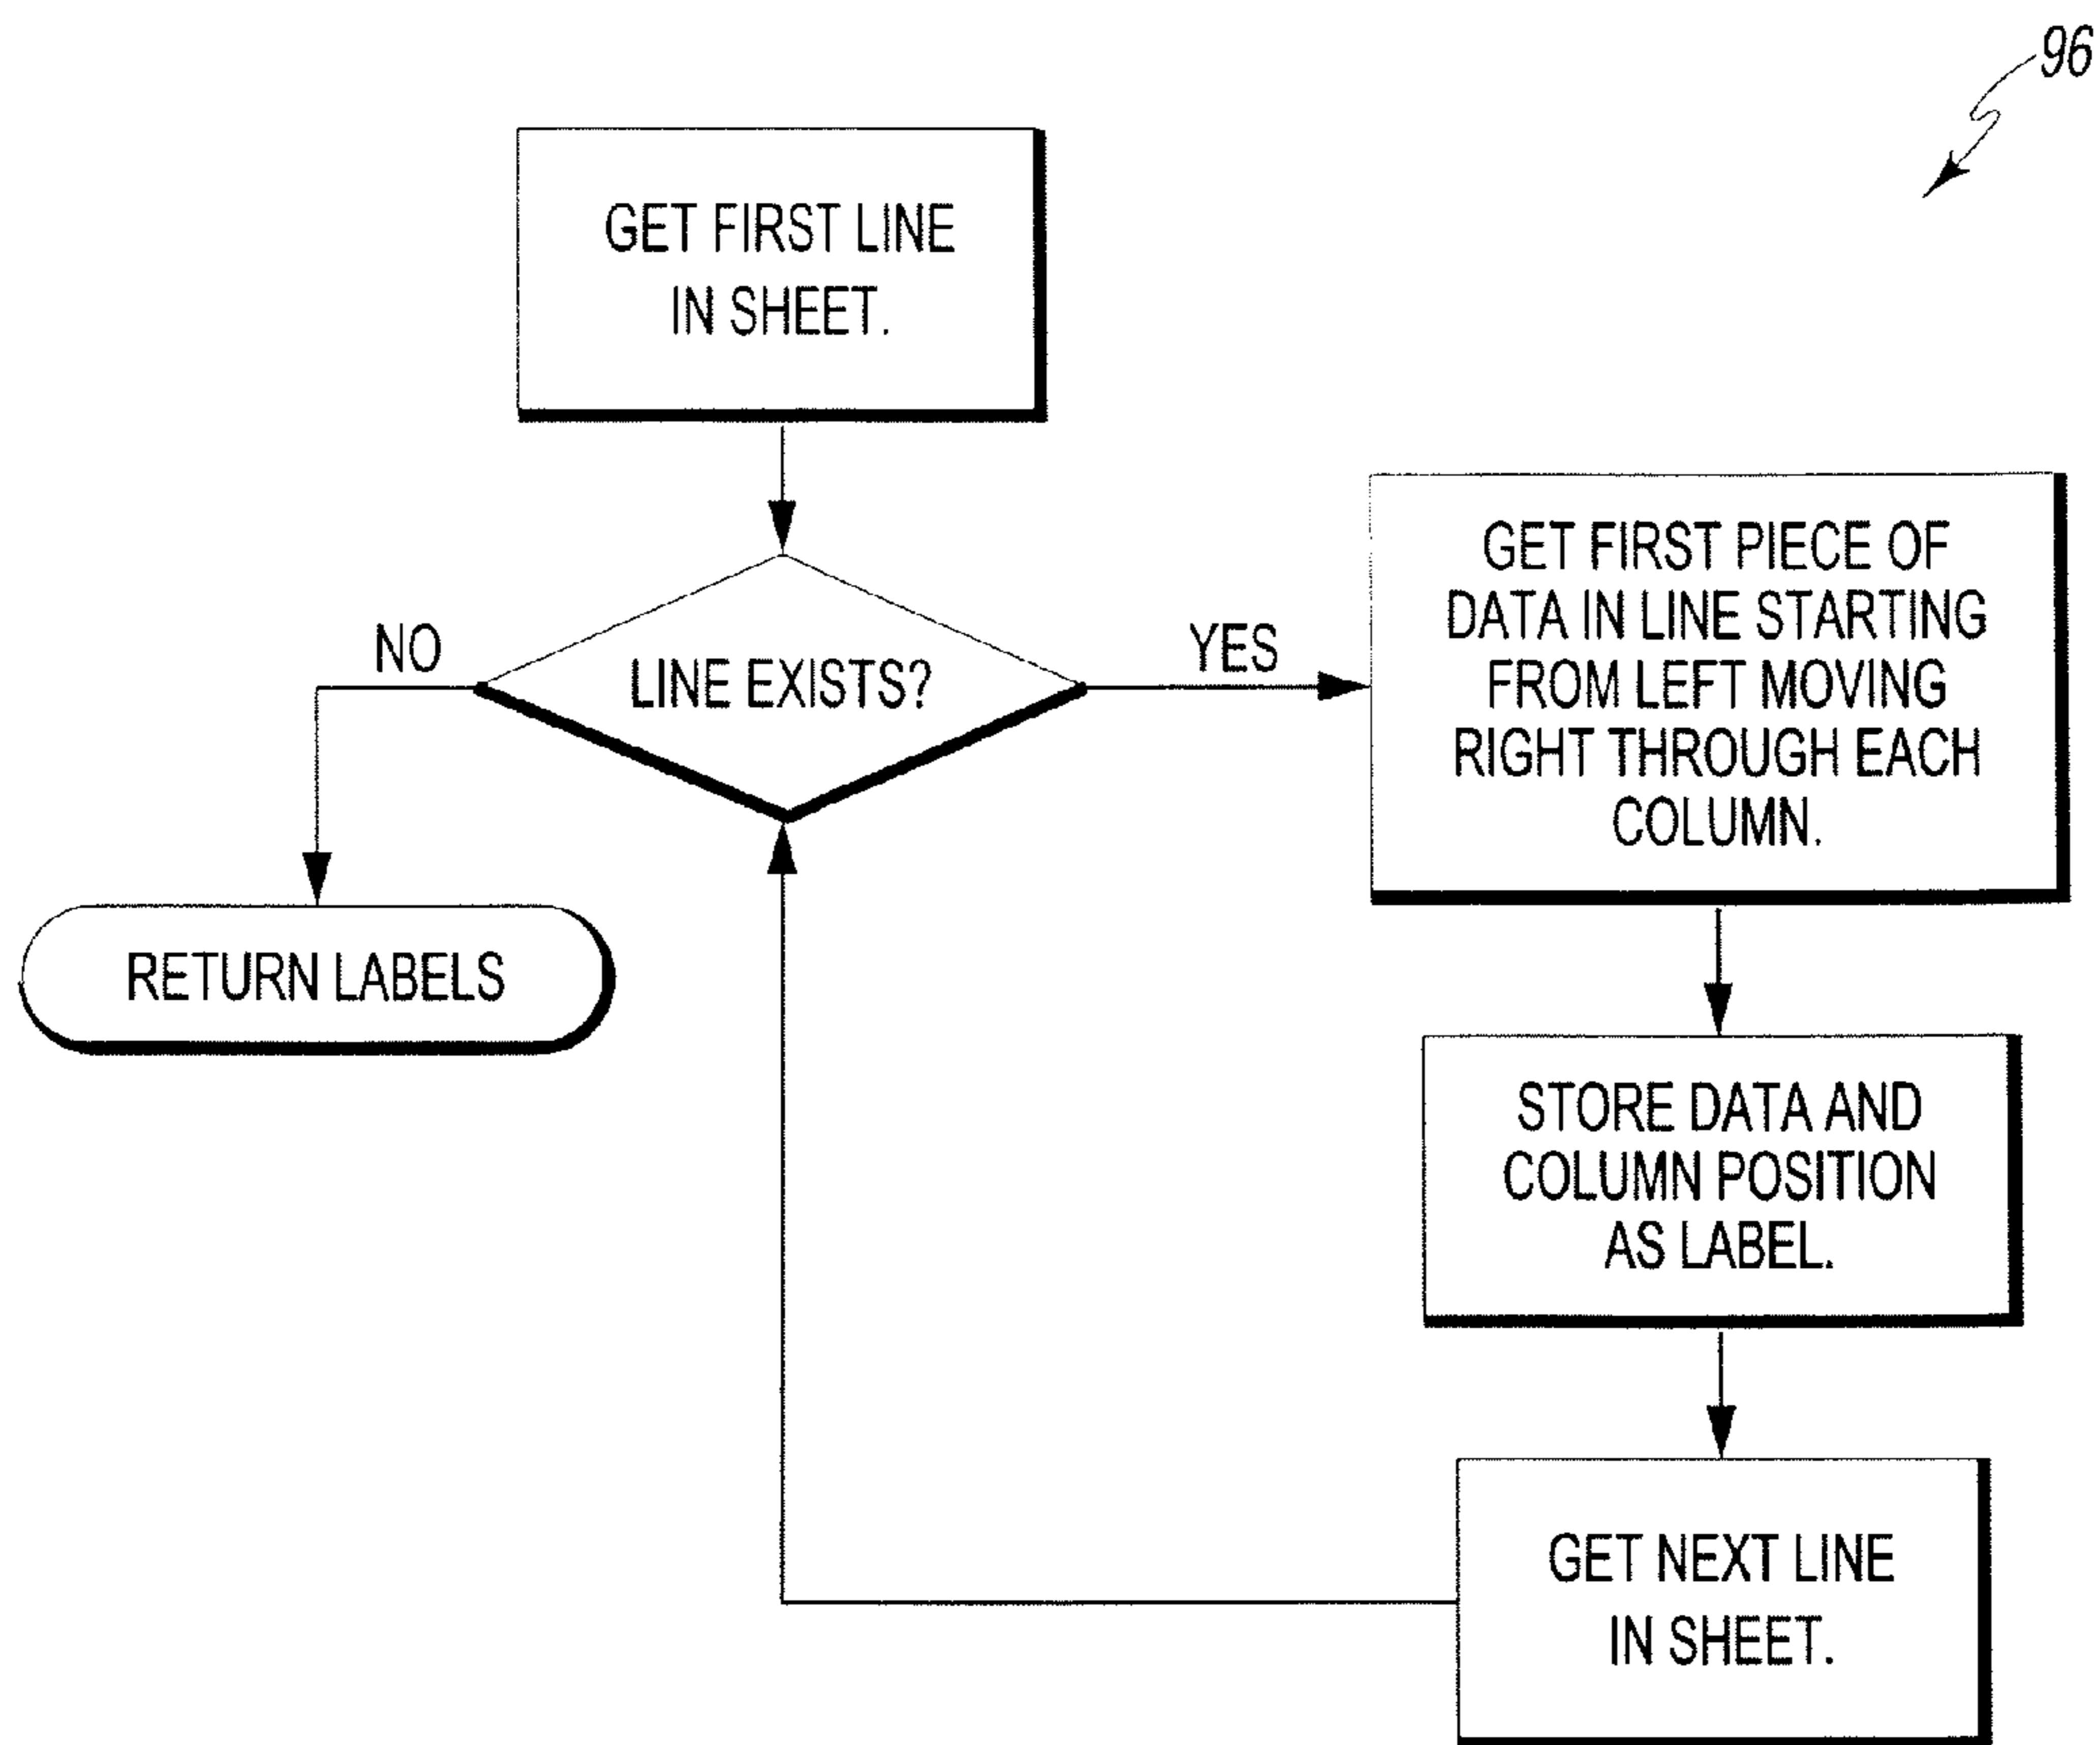 96
GET FIRST LINE
IN SHEET.
LINE EXISTS?
NO
YES
GET FIRST PIECE OF
DATA IN LINE STARTING
FROM LEFT MOVING
RIGHT THROUGH EACH
COLUMN.
RETURN LABELS
STORE DATA AND
COLUMN POSITION
AS LABEL.
GET NEXT LINE
IN SHEET.